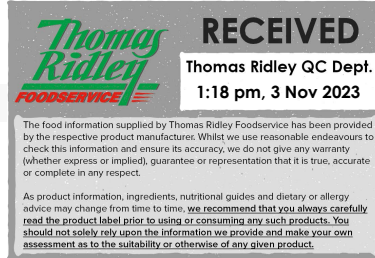 Thomas
Ridley
FOODSERVICE
RECEIVED
Thomas Ridley QC Dept.
1:18 pm, 3 Nov 2023
The food information supplied by Thomas Ridley Foodservice has been provided
by the respective product manufacturer. Whilst we use reasonable endeavours to
check this information and ensure its accuracy, we do not give any warranty
(whether express or implied), guarantee or representation that it is true, accurate
or complete in any respect.
As product information, ingredients, nutritional guides and dietary or allergy
advice may change from time to time, we recommend that you always carefully
read the product label prior to using or consuming any such products. You
should not solely rely upon the information we provide and make your own
assessment as to the suitability or otherwise of any given product.